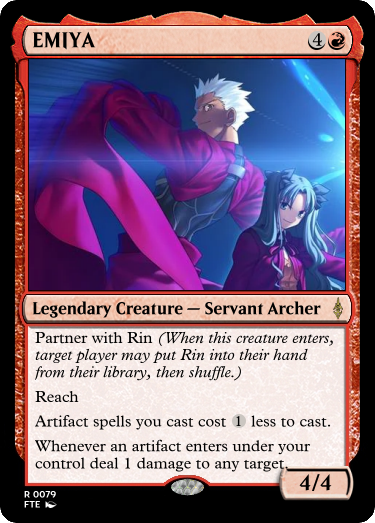 EMIYA 4
Legendary Creature — Servant Archer
Partner with Rin (When this creature enters,
target player may put Rin into their hand
from their library, then shuffle.)
Reach
Artifact spells you cast cost 1 less to cast.
Whenever an artifact enters under your
control deal 1 damage to any target.
4/4
R 0079
FTE